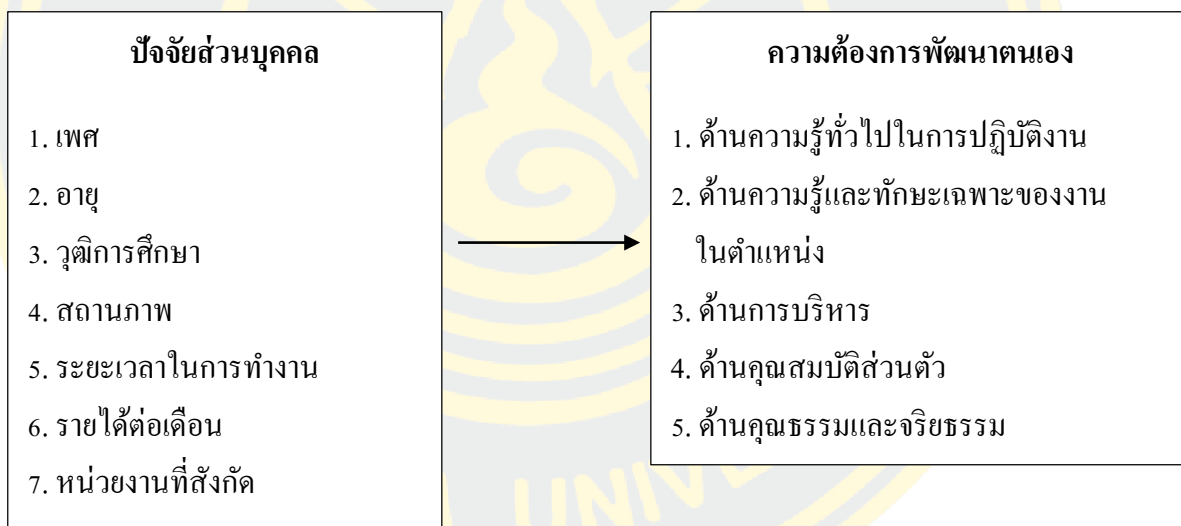 ปัจจัยส่วนบุคคล
1. เพศ
2. อายุ
3. วุฒิการศึกษา
4. สถานภาพ
5. ระยะเวลาในการทำงาน
6. รายได้ต่อเดือน
7. หน่วยงานที่สังกัด
ความต้องการพัฒนาตนเอง
1. ด้านความรู้ทั่วไปในการปฏิบัติงาน
2. ด้านความรู้และทักษะเฉพาะของงาน
ในตำแหน่ง
3. ด้านการบริหาร
4. ด้านคุณสมบัติส่วนตัว
5. ด้านคุณธรรมและจริยธรรม